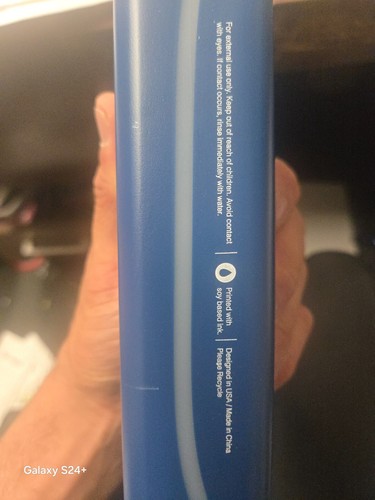 For external use only. Keep out of reach of children. Avoid contact
with eyes. If contact occurs, rinse immediately with water.
Printed with
soy based ink.
Designed in USA / Made in China
Please Recycle
Galaxy S24+